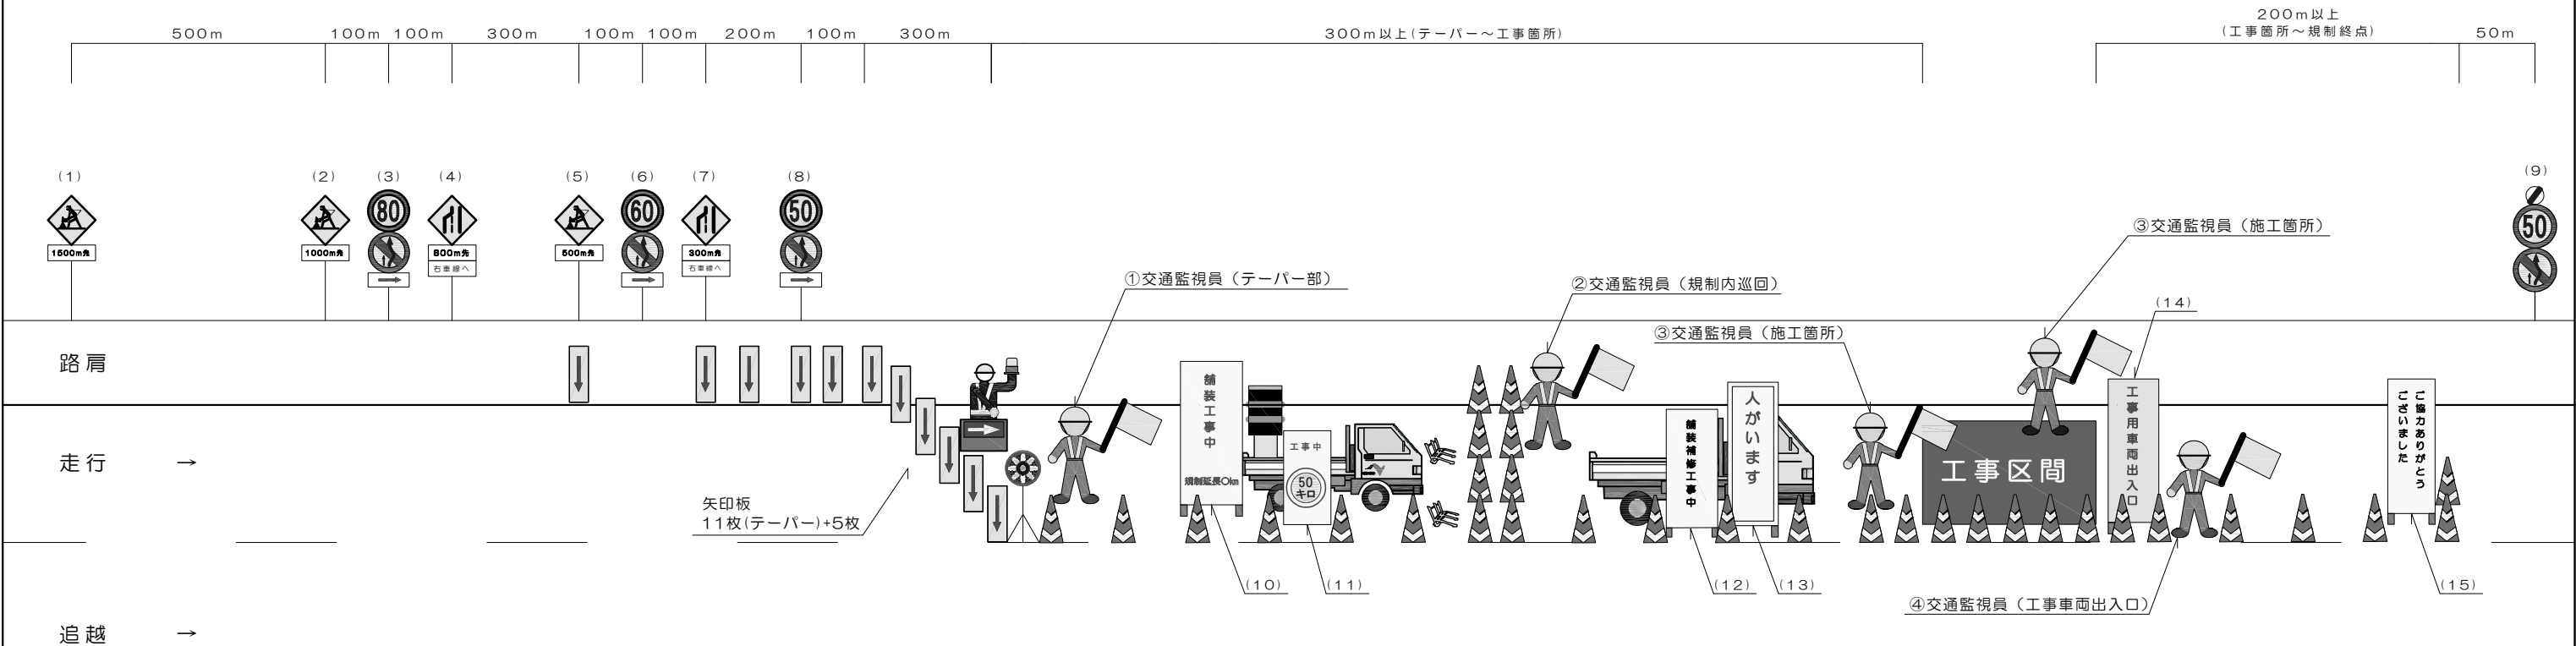 500m 100m 100m 300m 100m 100m 200m 100m 300m 300m以上(テーパー～工事箇所) 200m以上
(工事箇所～規制終点) 50m
(1) (2) (3) (4) (5) (6) (7) (8) (9)
80 60 50 50
1500m先 1000m先 800m先 500m先 300m先
右車線へ 右車線へ
①交通監視員（テーパー部）
②交通監視員（規制内巡回）
③交通監視員（施工箇所）
③交通監視員（施工箇所）
(14)
路肩
走行 →
追越 →
矢印板
11枚(テーパー)+5枚
舗装工事中
規制延長〇km
工事中
50
キロ
舗装補修工事中
人がいます
工事区間
工事用車両出入口
ご協力ありがとう
ございました
(10) (11) (12) (13) (15)
④交通監視員（工事車両出入口）